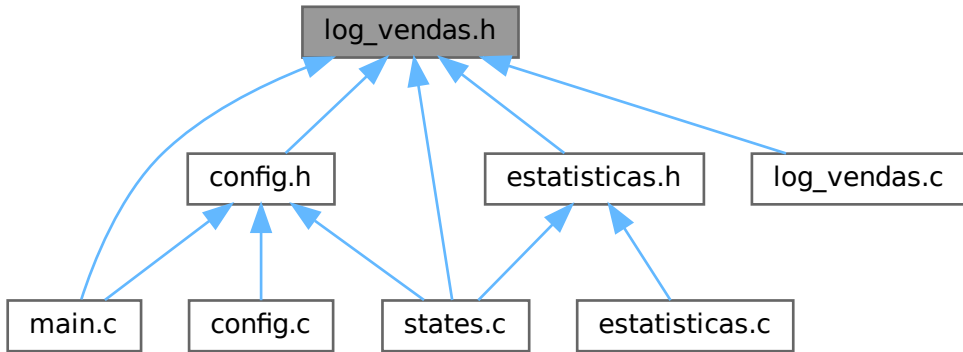 log_vendas.h
config.h
estatisticas.h
log_vendas.c
main.c
config.c
states.c
estatisticas.c